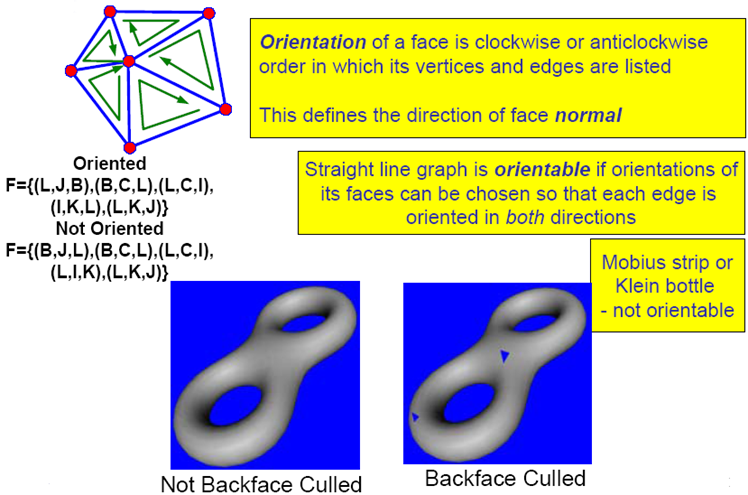 Orientation of a face is clockwise or anticlockwise
order in which its vertices and edges are listed
This defines the direction of face normal
Oriented
F={(L,J,B),(B,C,L),(L,C,I),
(I,K,L),(L,K,J)}
Not Oriented
F={(B,J,L),(B,C,L),(L,C,I),
(L,I,K),(L,K,J)}
Straight line graph is orientable if orientations of
its faces can be chosen so that each edge is
oriented in both directions
Mobius strip or
Klein bottle
- not orientable
Not Backface Culled
Backface Culled